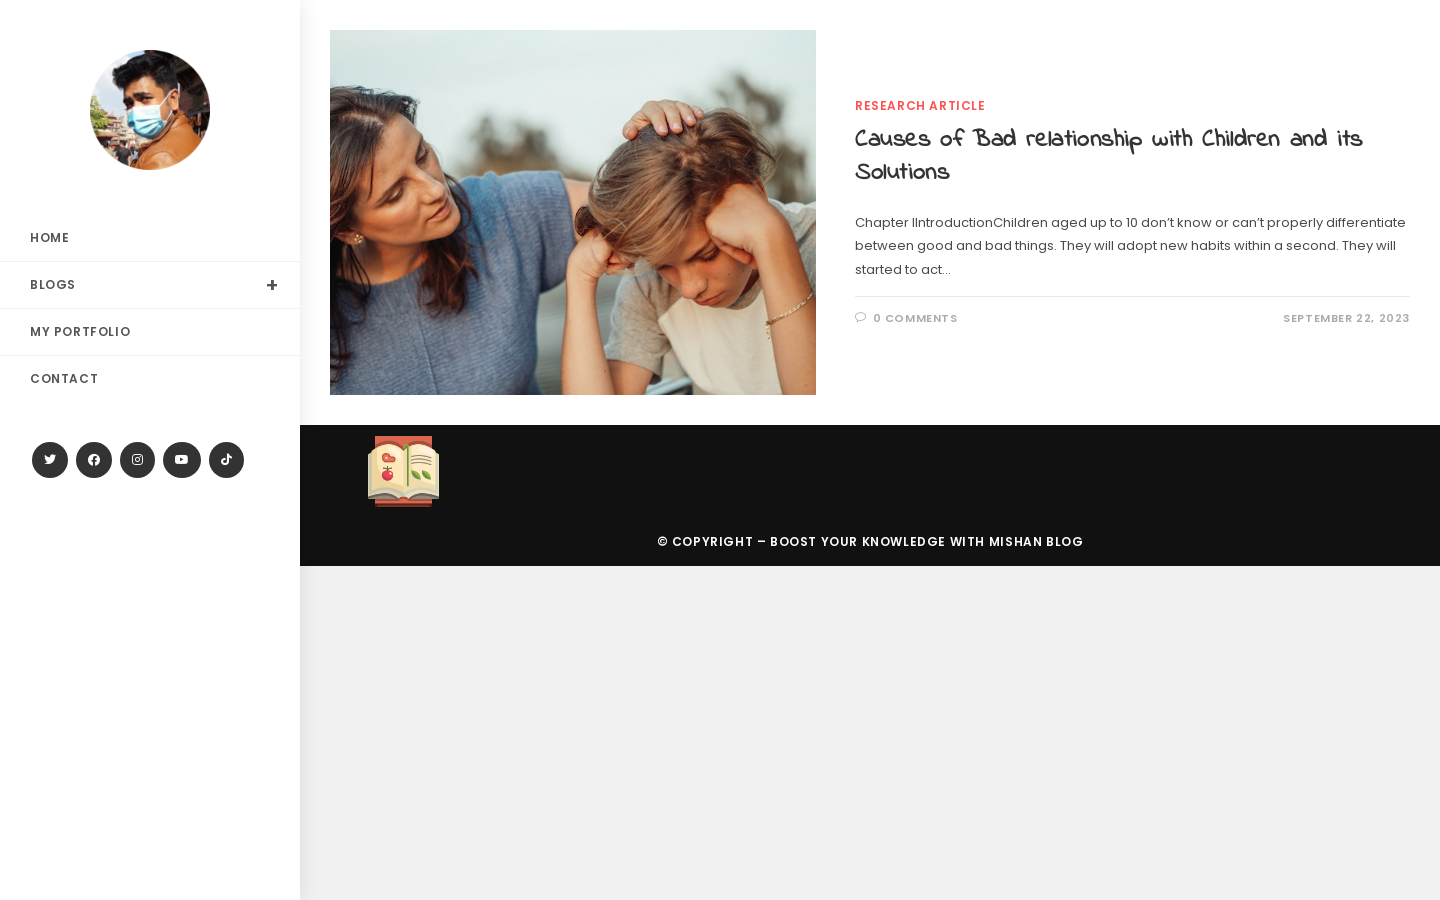 HOME
BLOGS
MY PORTFOLIO
CONTACT
RESEARCH ARTICLE
Causes of Bad relationship with Children and its
Solutions
Chapter IIntroductionChildren aged up to 10 don’t know or can’t properly differentiate
between good and bad things. They will adopt new habits within a second. They will
started to act…
0 COMMENTS
SEPTEMBER 22, 2023
© COPYRIGHT – BOOST YOUR KNOWLEDGE WITH MISHAN BLOG